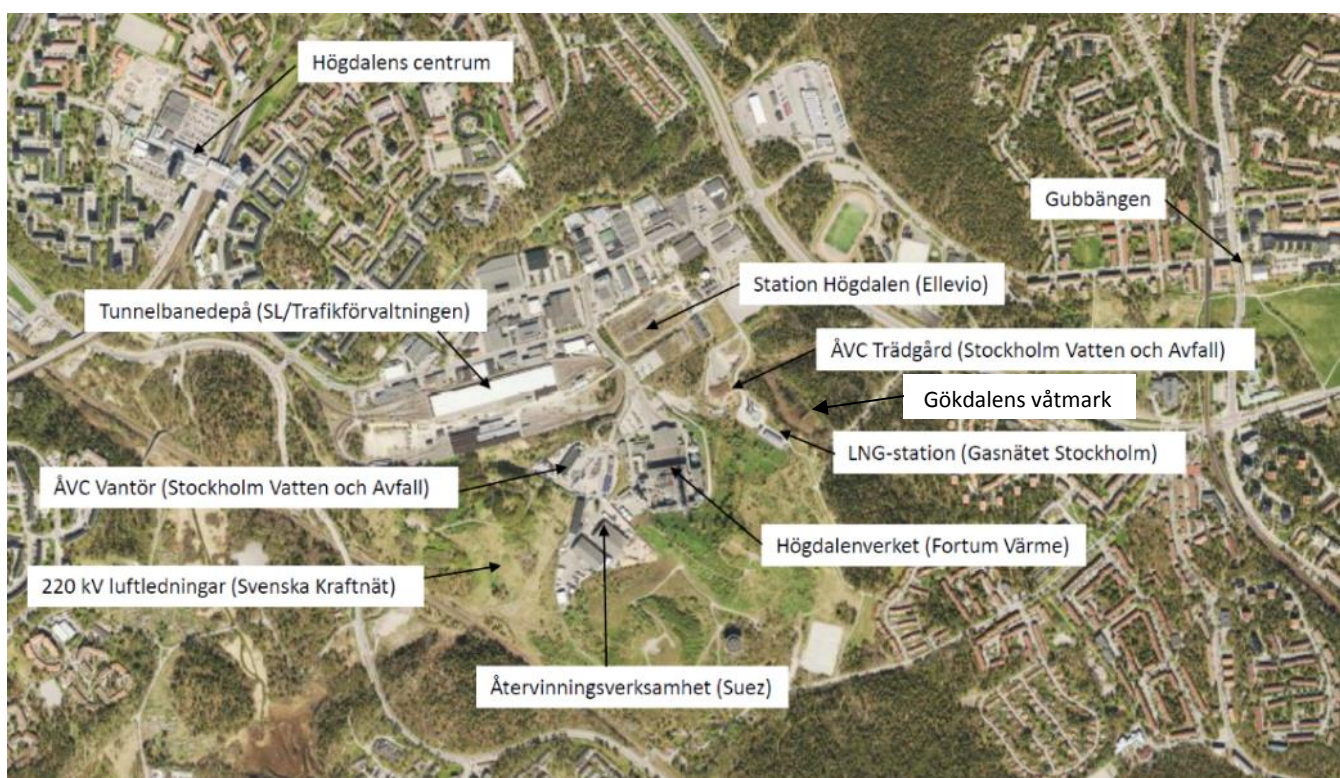 Högdalens centrum
Gubbängen
Station Högdalen (Ellevio)
Tunnelbanedepå (SL/Trafikförvaltningen)
ÅVC Trädgård (Stockholm Vatten och Avfall)
Gökdalens våtmark
LNG-station (Gasnätet Stockholm)
ÅVC Vantör (Stockholm Vatten och Avfall)
Högdalenverket (Fortum Värme)
220 kV luftledningar (Svenska Kraftnät)
Återvinningsverksamhet (Suez)